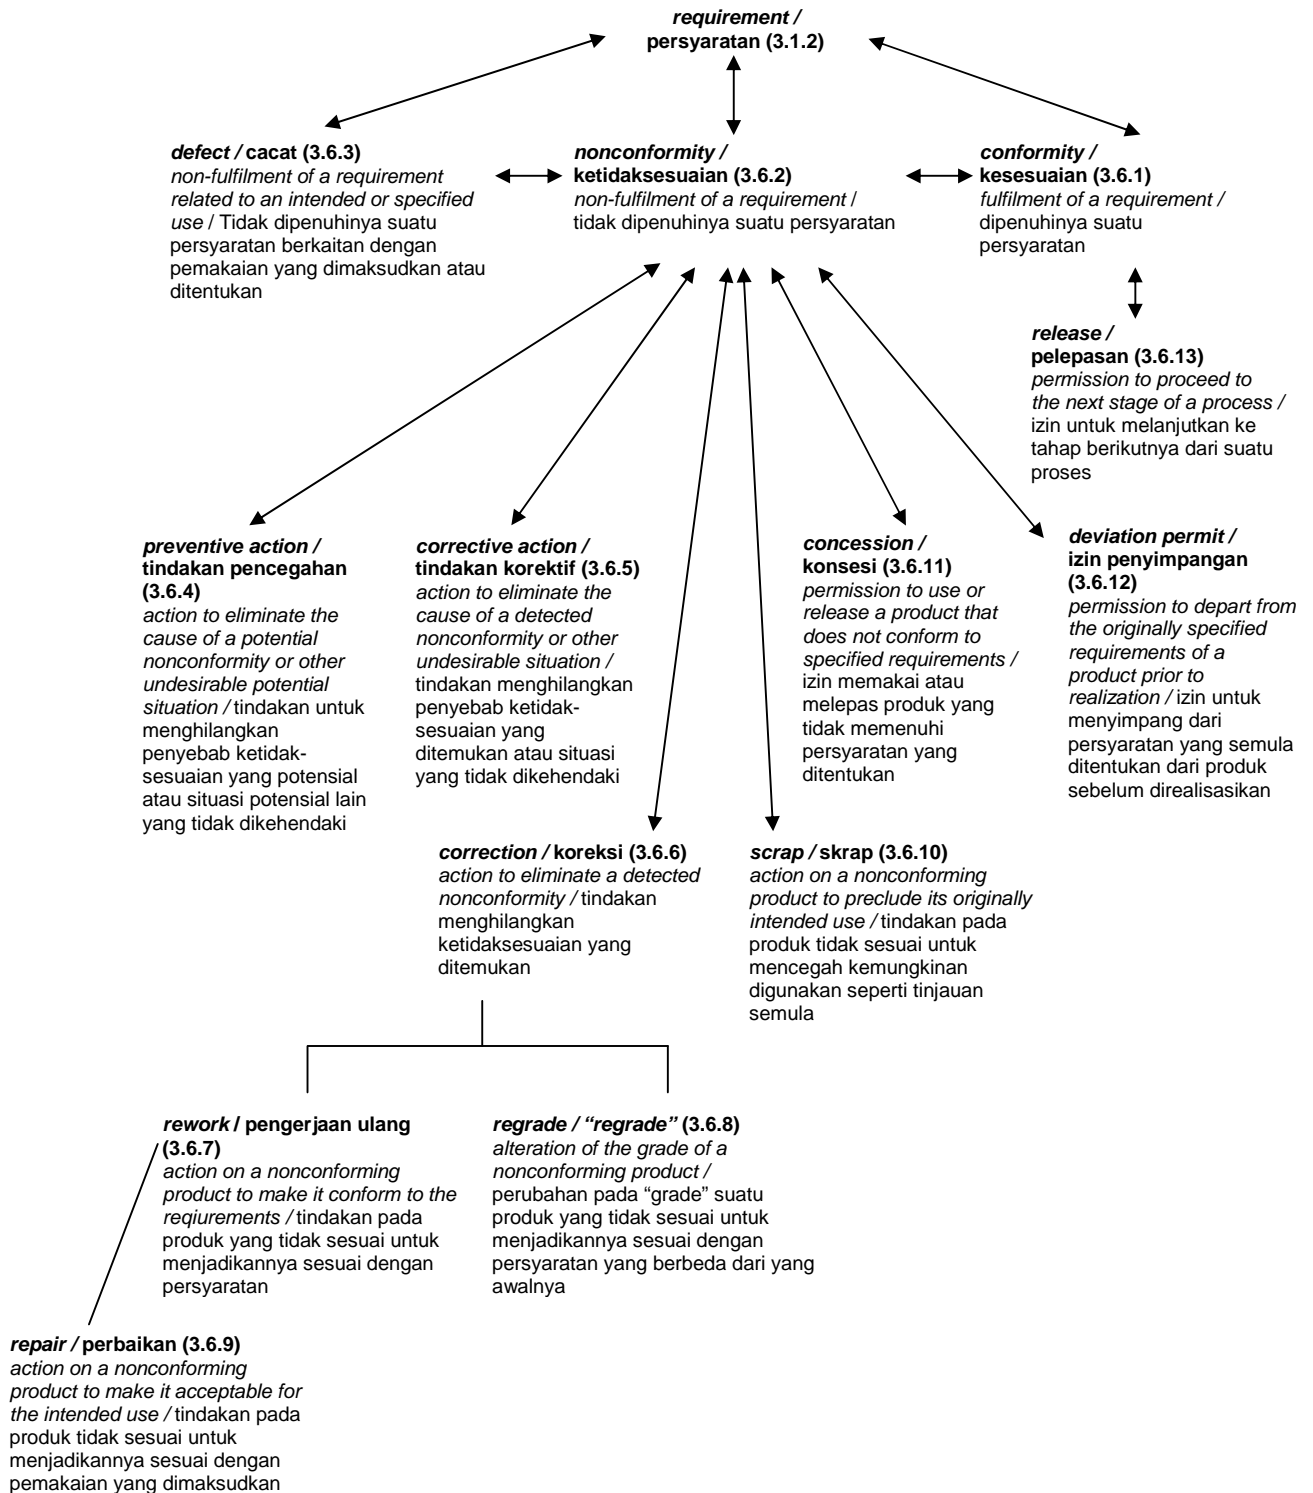 requirement /
persyaratan (3.1.2)
defect / cacat (3.6.3)
non-fulfilment of a requirement
related to an intended or specified
use / Tidak dipenuhinya suatu
persyaratan berkaitan dengan
pemakaian yang dimaksudkan atau
ditentukan
nonconformity /
ketidaksesuaian (3.6.2)
non-fulfilment of a requirement /
tidak dipenuhinya suatu persyaratan
conformity /
kesesuaian (3.6.1)
fulfilment of a requirement /
dipenuhinya suatu
persyaratan
release /
pelepasan (3.6.13)
permission to proceed to
the next stage of a process /
izin untuk melanjutkan ke
tahap berikutnya dari suatu
proses
preventive action /
tindakan pencegahan
(3.6.4)
action to eliminate the
cause of a potential
nonconformity or other
undesirable potential
situation / tindakan untuk
menghilangkan
penyebab ketidak-
sesuaian yang potensial
atau situasi potensial lain
yang tidak dikehendaki
corrective action /
tindakan korektif (3.6.5)
action to eliminate the
cause of a detected
nonconformity or other
undesirable situation /
tindakan menghilangkan
penyebab ketidak-
sesuaian yang
ditemukan atau situasi
yang tidak dikehendaki
concession /
konsesi (3.6.11)
permission to use or
release a product that
does not conform to
specified requirements /
izin memakai atau
melepas produk yang
tidak memenuhi
persyaratan yang
ditentukan
deviation permit /
izin penyimpangan
(3.6.12)
permission to depart from
the originally specified
requirements of a
product prior to
realization / izin untuk
menyimpang dari
persyaratan yang semula
ditentukan dari produk
sebelum direalisasikan
correction / koreksi (3.6.6)
action to eliminate a detected
nonconformity / tindakan
menghilangkan
ketidaksesuaian yang
ditemukan
scrap / skrap (3.6.10)
action on a nonconforming
product to preclude its originally
intended use / tindakan pada
produk tidak sesuai untuk
mencegah kemungkinan
digunakan seperti tinjauan
semula
rework / pengerjaan ulang
(3.6.7)
action on a nonconforming
product to make it conform to the
reqiurements / tindakan pada
produk yang tidak sesuai untuk
menjadikannya sesuai dengan
persyaratan
regrade / "regrade" (3.6.8)
alteration of the grade of a
nonconforming product /
perubahan pada “grade” suatu
produk yang tidak sesuai untuk
menjadikannya sesuai dengan
persyaratan yang berbeda dari yang
awalnya
repair / perbaikan (3.6.9)
action on a nonconforming
product to make it acceptable for
the intended use / tindakan pada
produk tidak sesuai untuk
menjadikannya sesuai dengan
pemakaian yang dimaksudkan